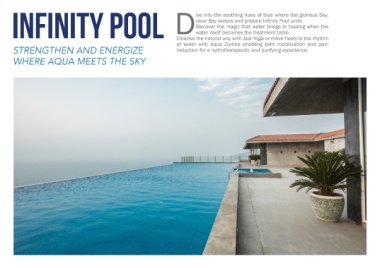 INFINITY POOL
STRENGTHEN AND ENERGIZE
WHERE AQUA MEETS THE SKY
Dive into the soothing hues of blue where the glorious Sky,
clear Bay waters and pristine Infinity Pool unite.
Discover the magic that water brings to healing when the
water itself becomes the treatment table.
Cleanse the natural way with Jala Yoga or move freely to the rhythm
of water with Aqua Zumba enabling joint mobilization and pain
reduction for a hydrotherapeutic and purifying experience.